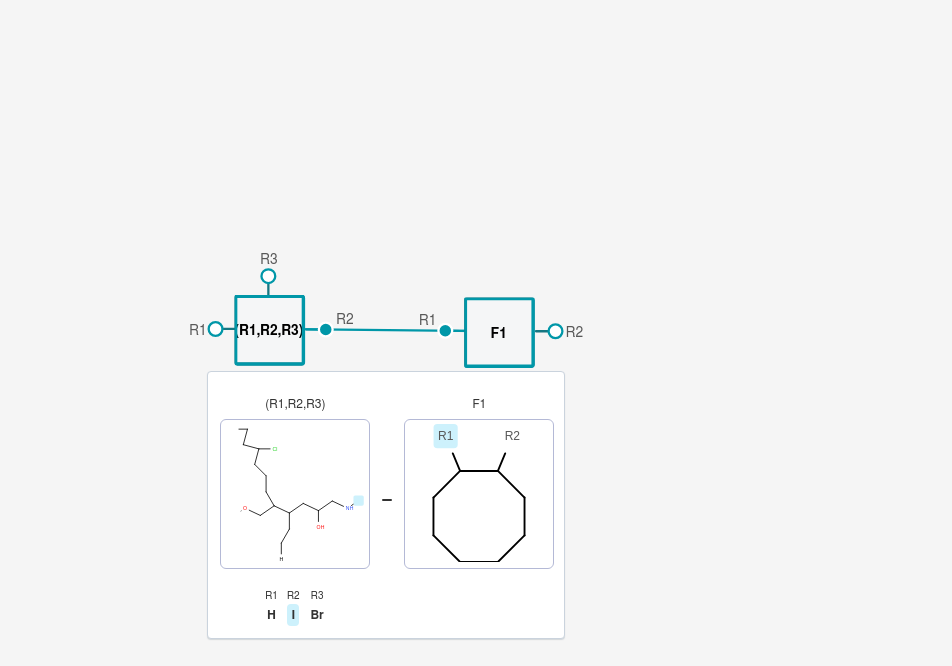 R3
R1
(R1,R2,R3)
R2
R1
F1
R2
(R1,R2,R3)
F1
R1
R2
Cl
O
NH
OH
H
R1 R2 R3
H I Br